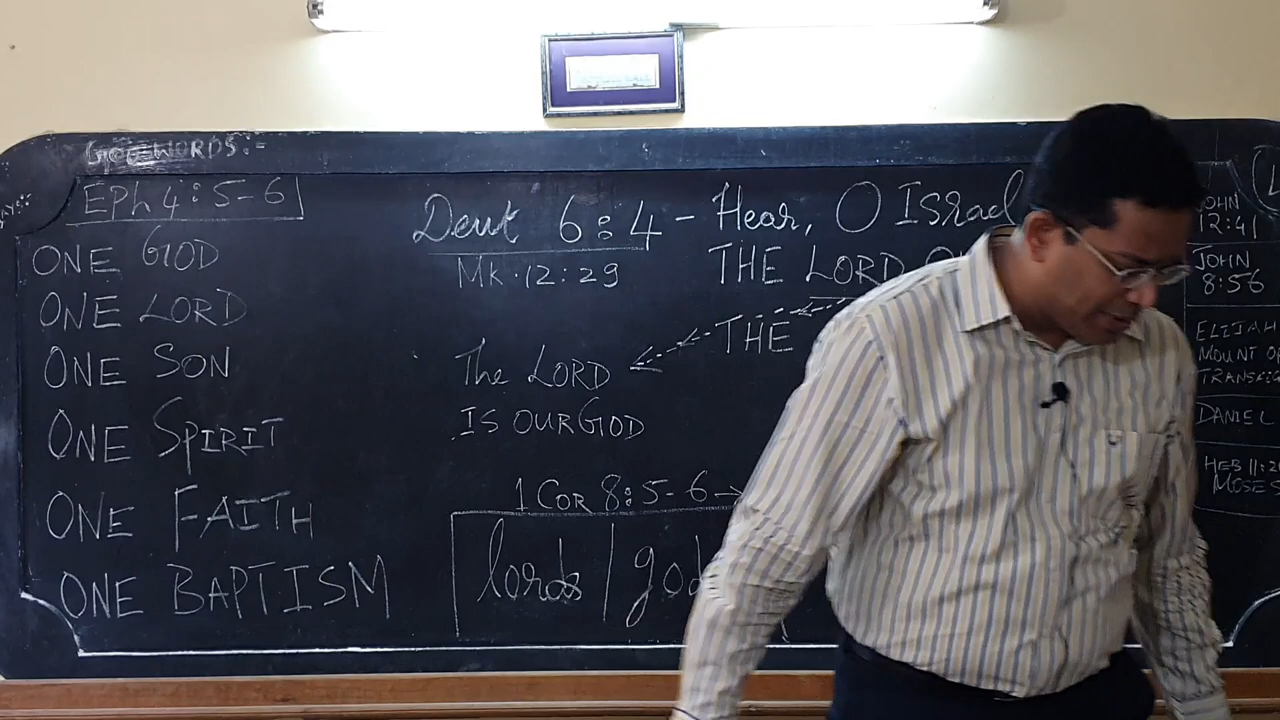 WORDS:-
EPh 4:5-6
ONE GOD
ONE LORD
ONE SON
ONE SPIRIT
ONE FAITH
ONE BAPTISM
Deut 6:4 - Hear, O ISrael
Mk.12:29
THE LORD
THE
The LORD
IS OUR GOD
1 COR 8:5-6→
lords | god
JOHN
12:41
JOHN
8:56
ELIJAH
MOUNT OF
DANIEL
HEB 11:2
MOSES